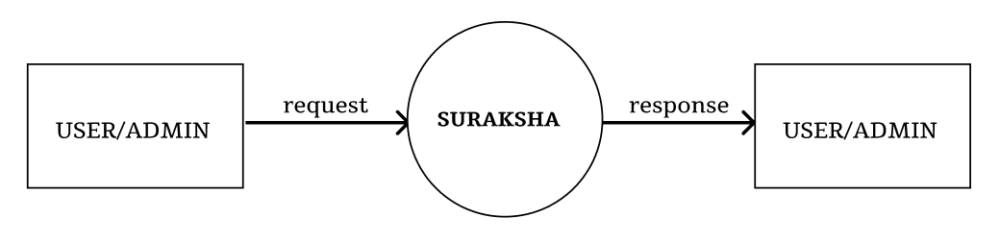 USER/ADMIN
request
SURAKSHA
response
USER/ADMIN